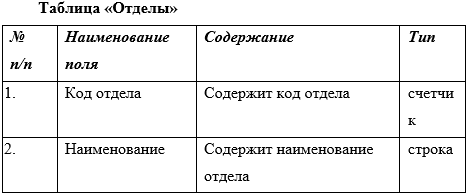 Таблица «Отделы»
№ п/п Наименование поля Содержание Тип
1. Код отдела Содержит код отдела счетчик
2. Наименование Содержит наименование отдела строка